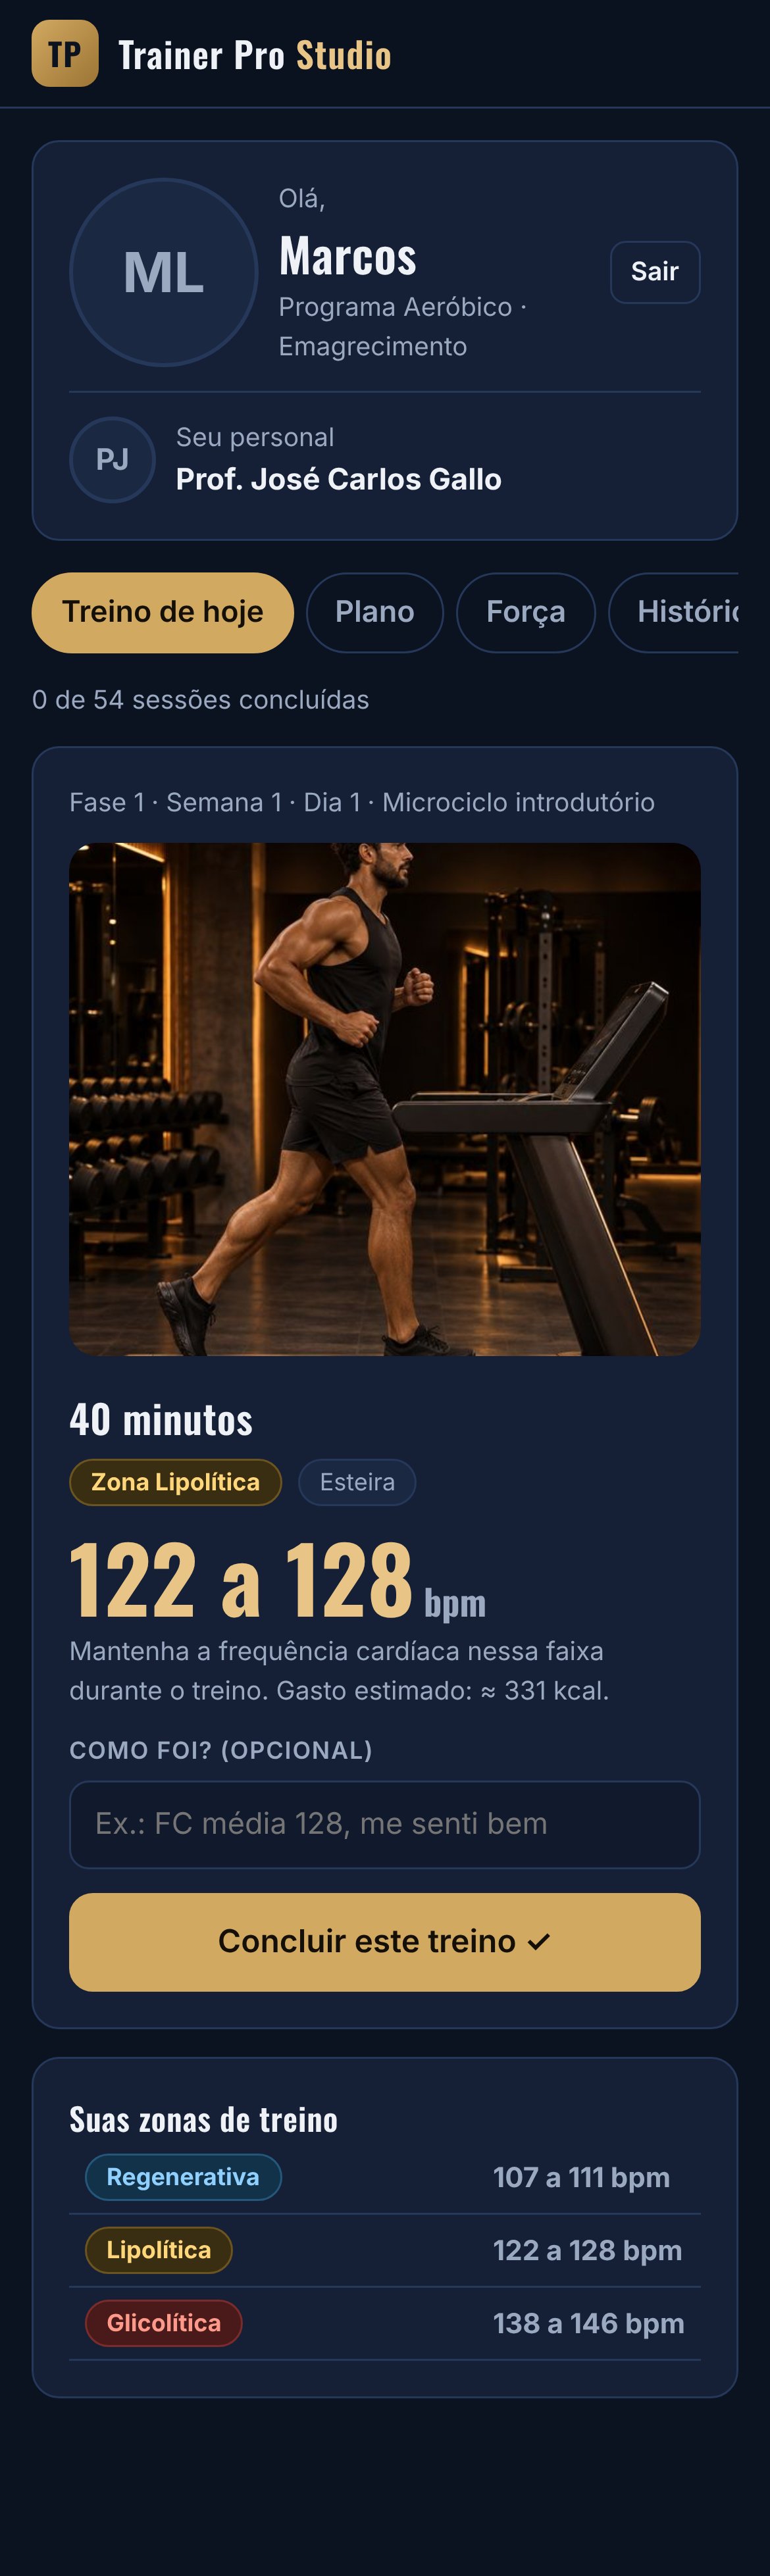 TP Trainer Pro Studio
ML
Olá,
Marcos
Programa Aeróbico ·
Emagrecimento
Sair
PJ
Seu personal
Prof. José Carlos Gallo
Treino de hoje
Plano
Força
Históric
0 de 54 sessões concluídas
Fase 1 · Semana 1 · Dia 1 · Microciclo introdutório
40 minutos
Zona Lipolítica
Esteira
122 a 128 bpm
Mantenha a frequência cardíaca nessa faixa
durante o treino. Gasto estimado: ≈ 331 kcal.
COMO FOI? (OPCIONAL)
Ex.: FC média 128, me senti bem
Concluir este treino ✓
Suas zonas de treino
Regenerativa 107 a 111 bpm
Lipolítica 122 a 128 bpm
Glicolítica 138 a 146 bpm